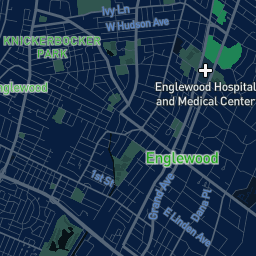 Ivy Ln
W Hudson Ave
KNICKERBOCKER
PARK
Englewood Hospital
and Medical Center
Englewood
Englewood
1st St
Grand Ave
Dana Pl
E Linden Ave